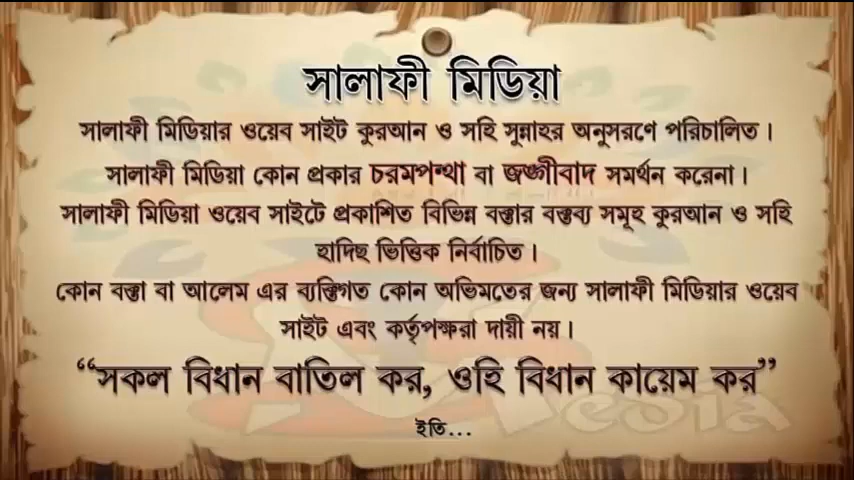 সালাফী মিডিয়া
সালাফী মিডিয়ার ওয়েব সাইট কুরআন ও সহি সুন্নাহর অনুসরণে পরিচালিত।
সালাফী মিডিয়া কোন প্রকার চরমপন্থা বা জঙ্গীবাদ সমর্থন করেনা।
সালাফী মিডিয়া ওয়েব সাইটে প্রকাশিত বিভিন্ন বক্তার বক্তব্য সমূহ কুরআন ও সহি
হাদিছ ভিত্তিক নির্বাচিত।
কোন বক্তা বা আলেম এর ব্যক্তিগত কোন অভিমতের জন্য সালাফী মিডিয়ার ওয়েব
সাইট এবং কর্তৃপক্ষরা দায়ী নয়।
“সকল বিধান বাতিল কর, ওহি বিধান কায়েম কর”
Media
ইতি...